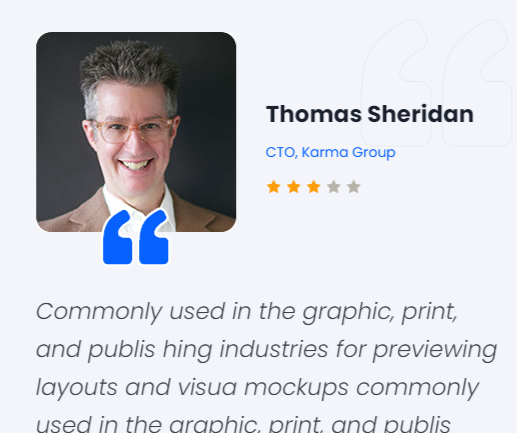 Thomas Sheridan
CTO, Karma Group
Commonly used in the graphic, print,
and publis hing industries for previewing
layouts and visua mockups commonly
used in the graphic, print, and publis